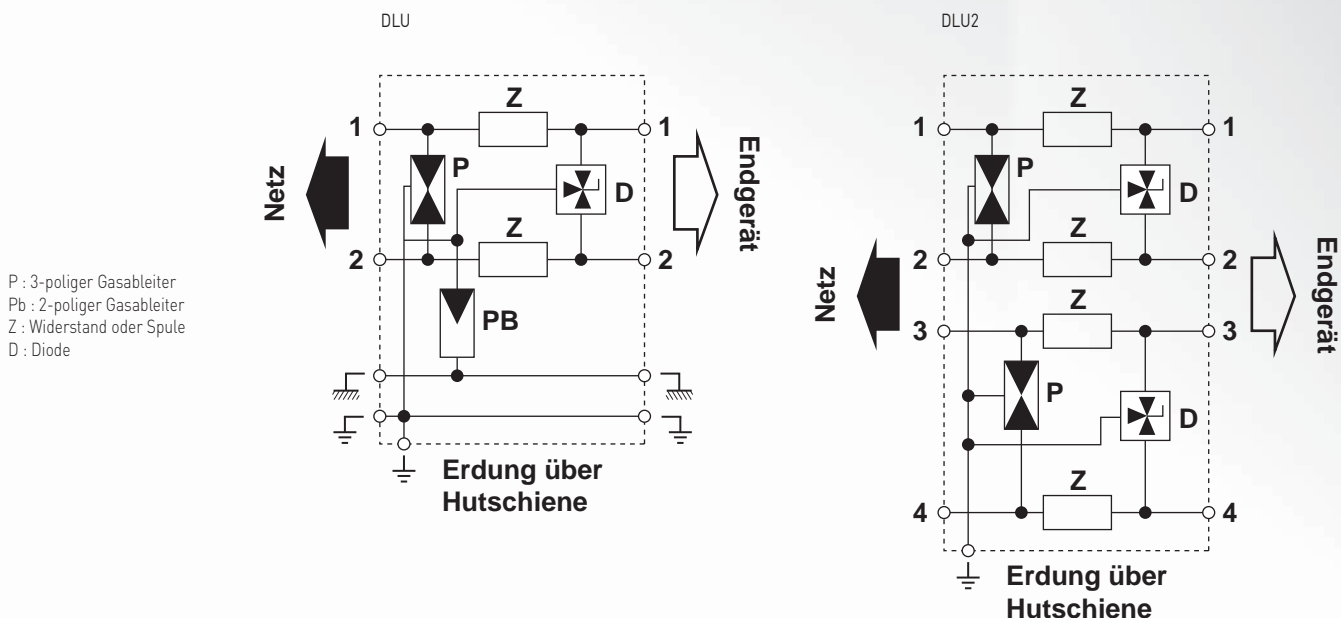 DLU
DLU2
P : 3-poliger Gasableiter
Pb : 2-poliger Gasableiter
Z : Widerstand oder Spule
D : Diode
Netz
1
Z
1
P
D
2
Z
2
PB
Endgerät
Erdung über
Hutschiene
Netz
1
Z
1
P
D
2
Z
2
3
Z
3
P
D
4
Z
4
Endgerät
Erdung über
Hutschiene